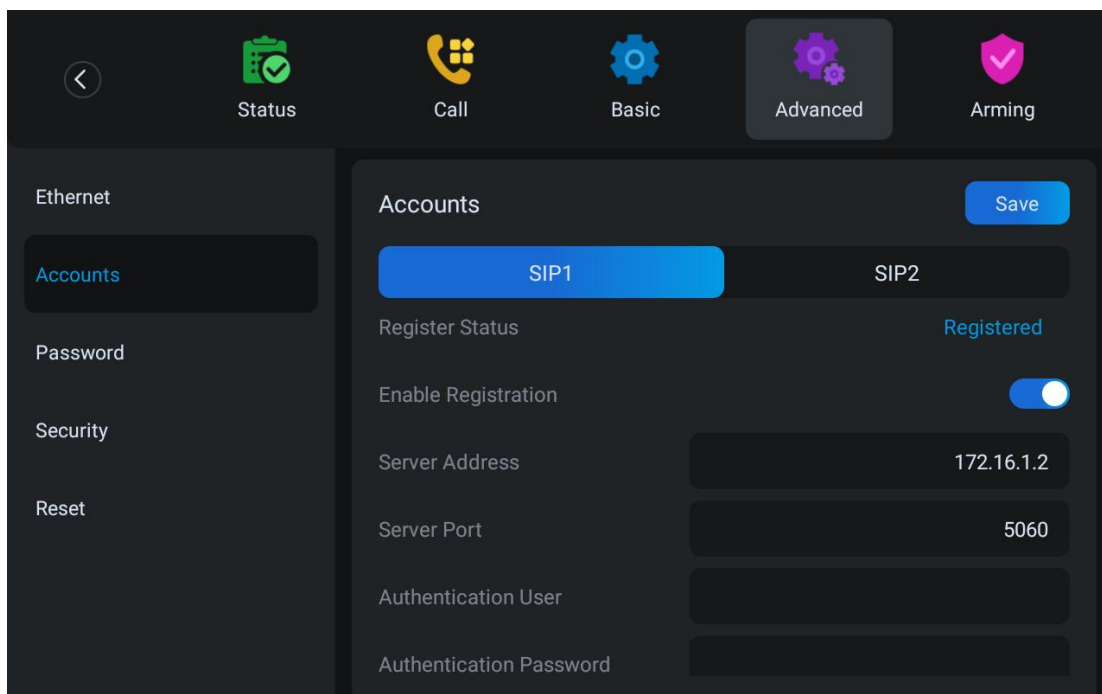 Status
Call
Basic
Advanced
Arming
Ethernet
Accounts
Password
Security
Reset
Accounts
Save
SIP1
SIP2
Register Status
Registered
Enable Registration
Server Address
172.16.1.2
Server Port
5060
Authentication User
Authentication Password